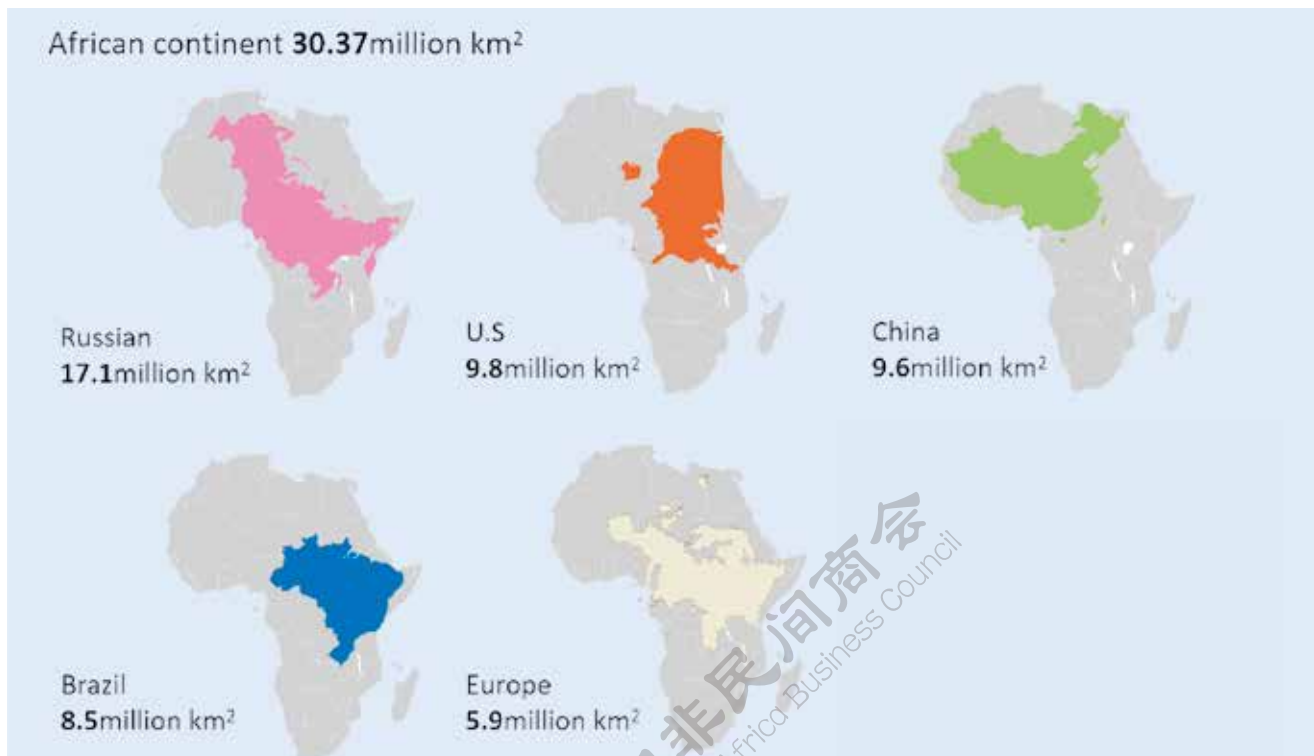 African continent 30.37million km²
Russian
17.1million km²
U.S
9.8million km²
China
9.6million km²
Brazil
8.5million km²
Europe
5.9million km²
非民间商会
Africa Business Council